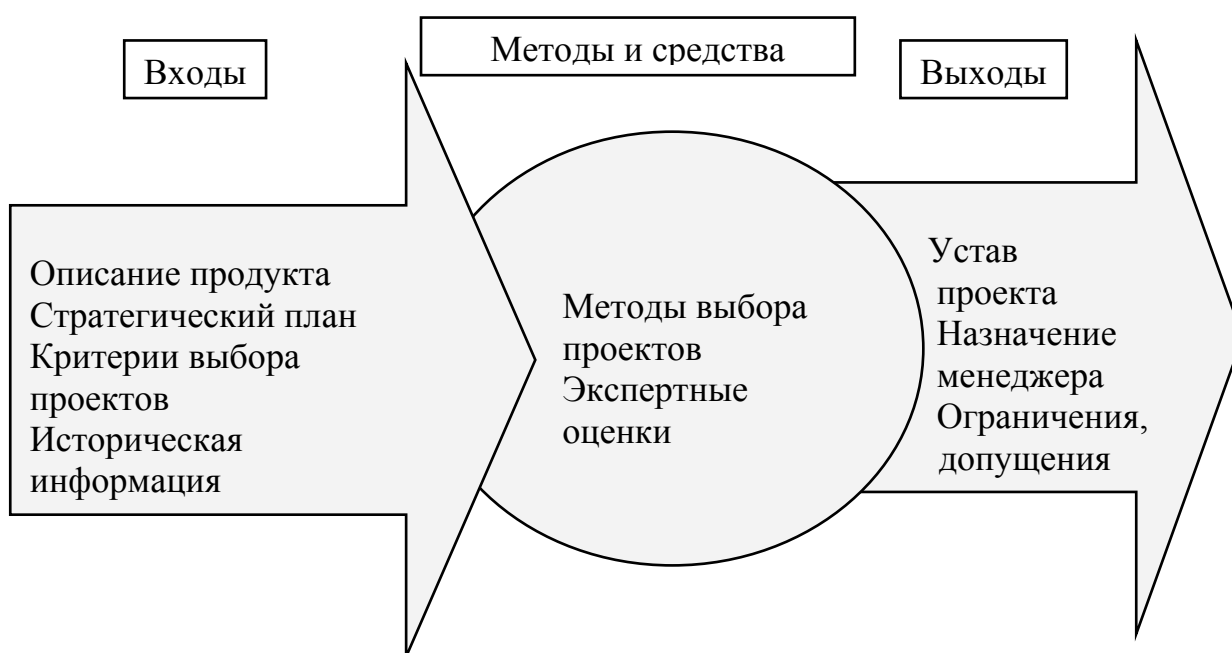 Входы
Методы и средства
Выходы
Описание продукта
Стратегический план
Критерии выбора
проектов
Историческая
информация
Методы выбора
проектов
Экспертные
оценки
Устав
проекта
Назначение
менеджера
Ограничения,
допущения